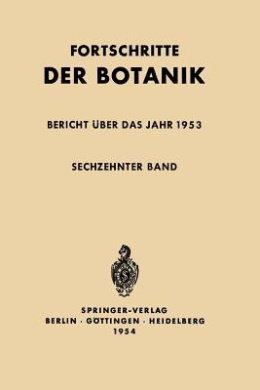 FORTSCHRITTE
DER BOTANIK
BERICHT ÜBER DAS JAHR 1953
SECHZEHNTER BAND
SPRINGER-VERLAG
BERLIN · GÖTTINGEN · HEIDELBERG
1954